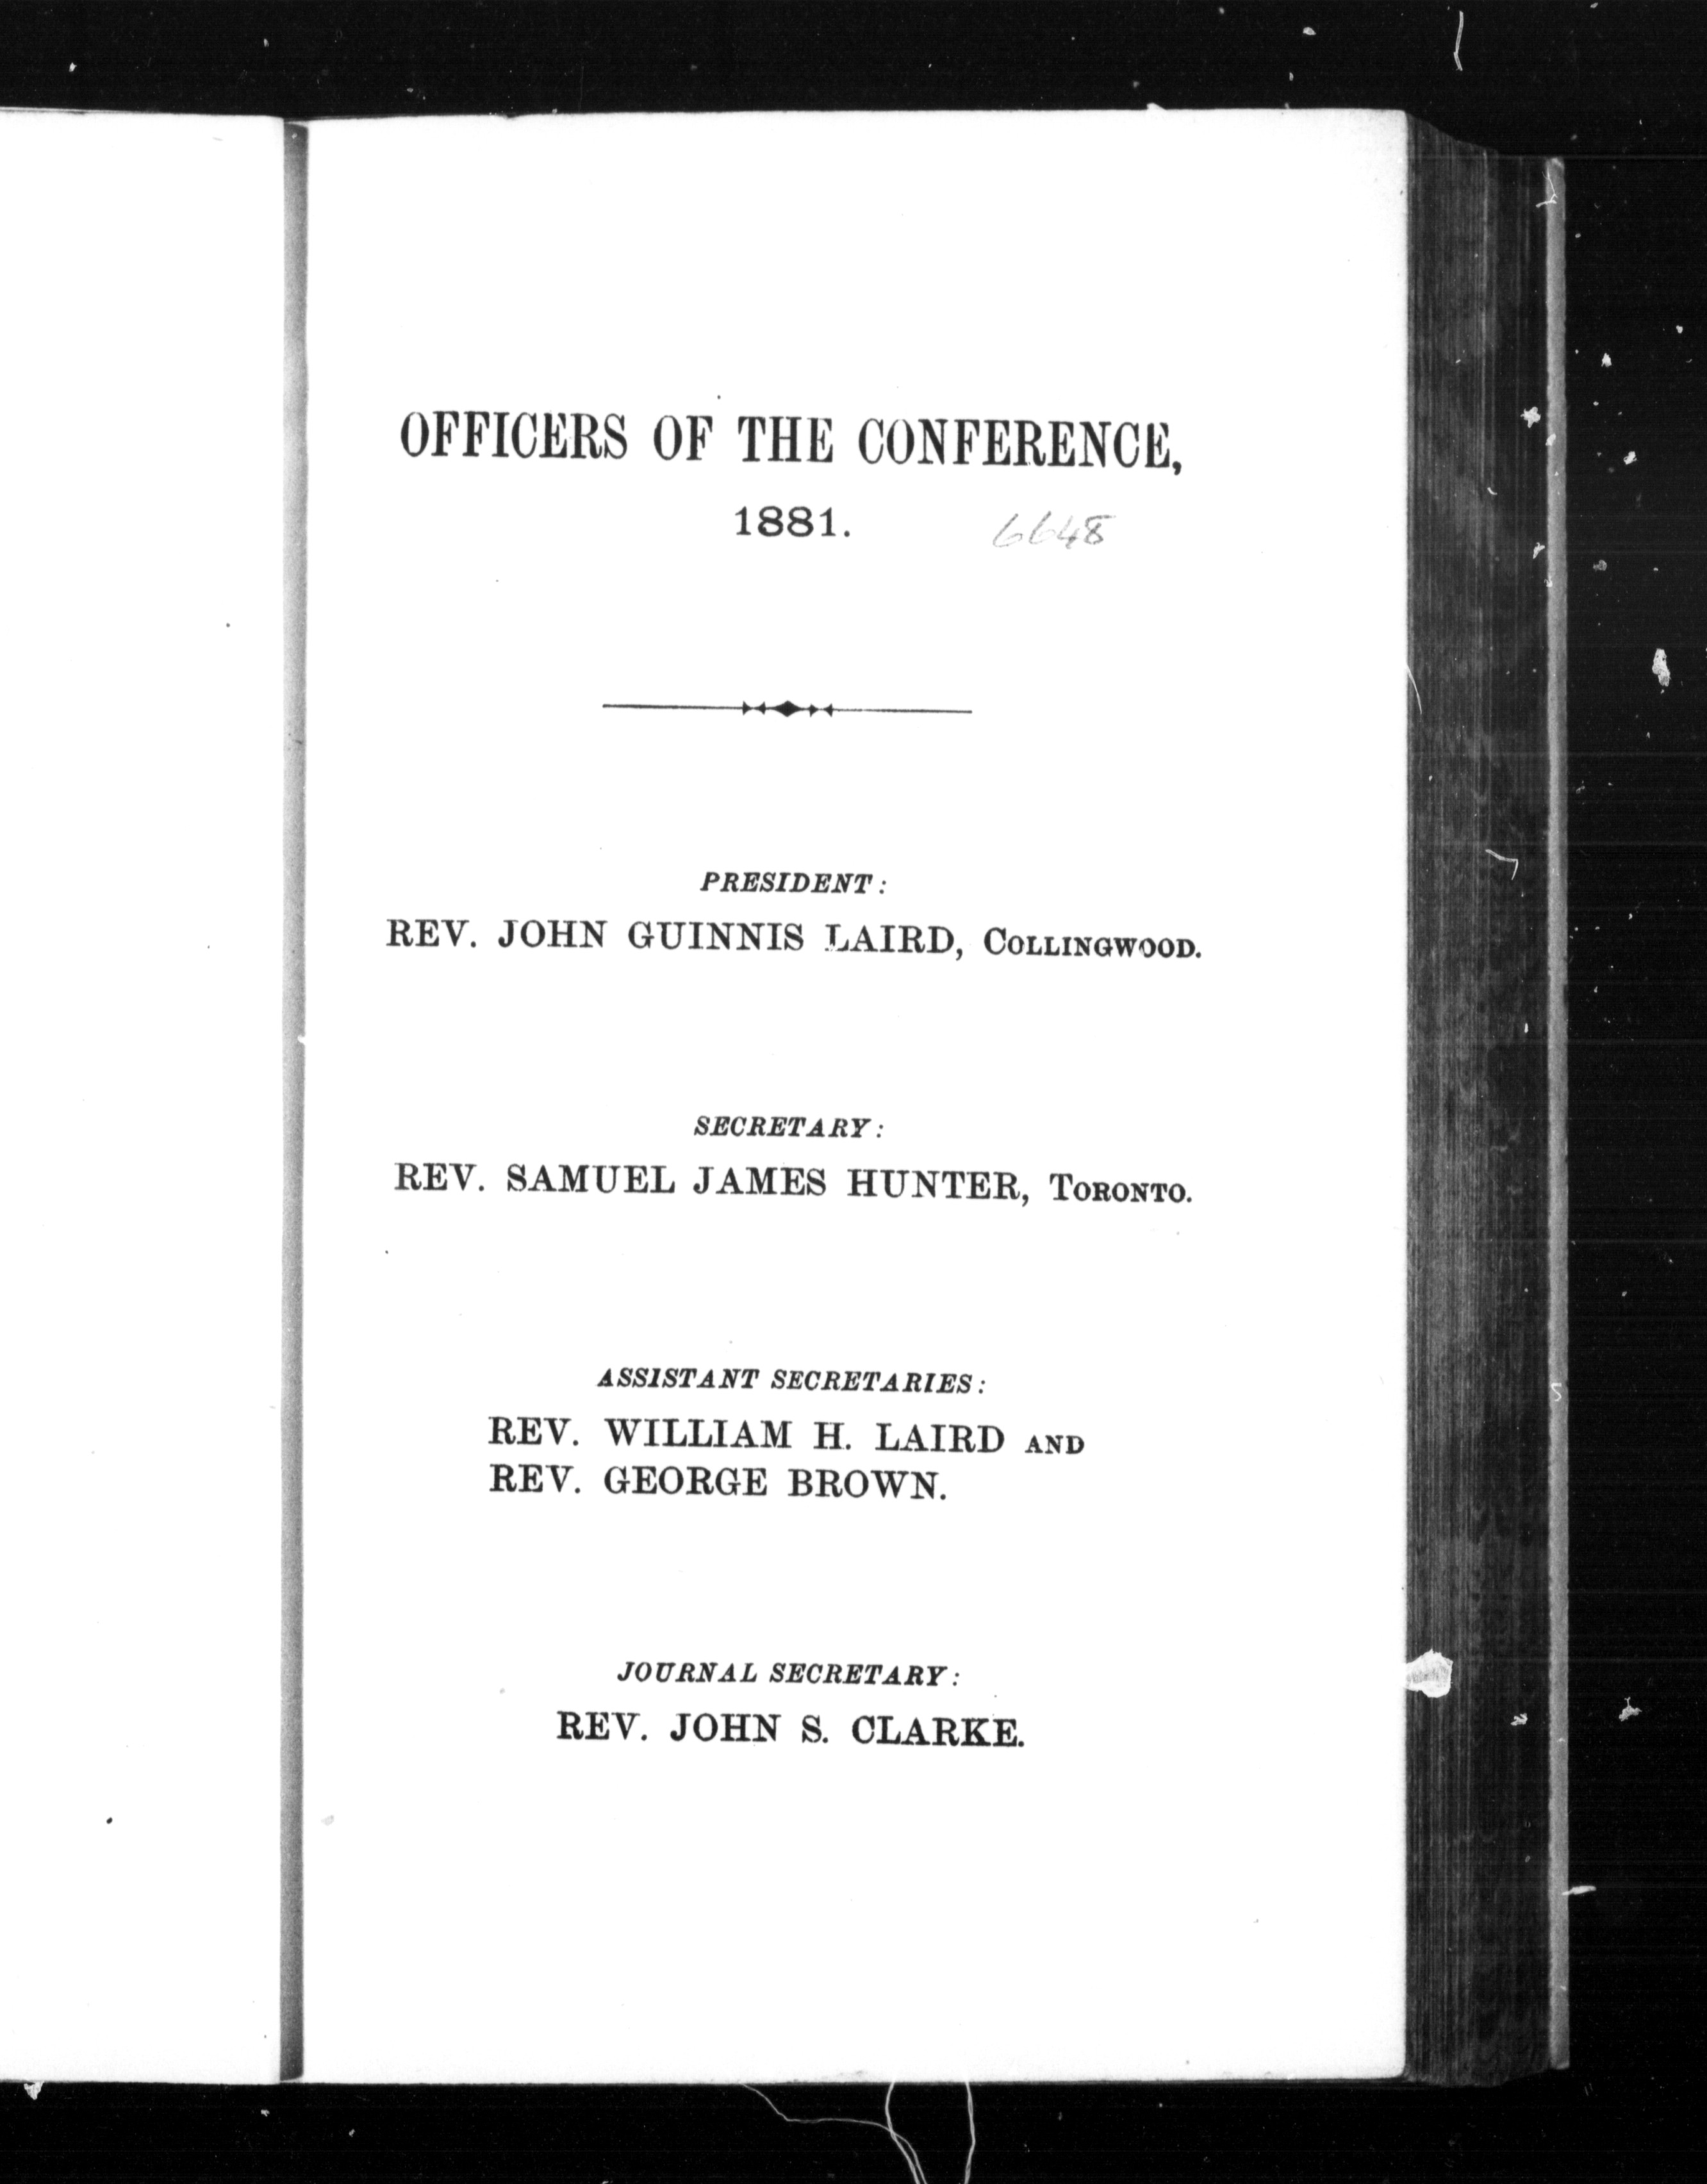 OFFICERS OF THE CONFERENCE,
1881. 6648
PRESIDENT:
REV. JOHN GUINNIS LAIRD, COLLINGWOOD.
SECRETARY:
REV. SAMUEL JAMES HUNTER, TORONTO.
ASSISTANT SECRETARIES:
REV. WILLIAM H. LAIRD AND
REV. GEORGE BROWN.
JOURNAL SECRETARY:
REV. JOHN S. CLARKE.